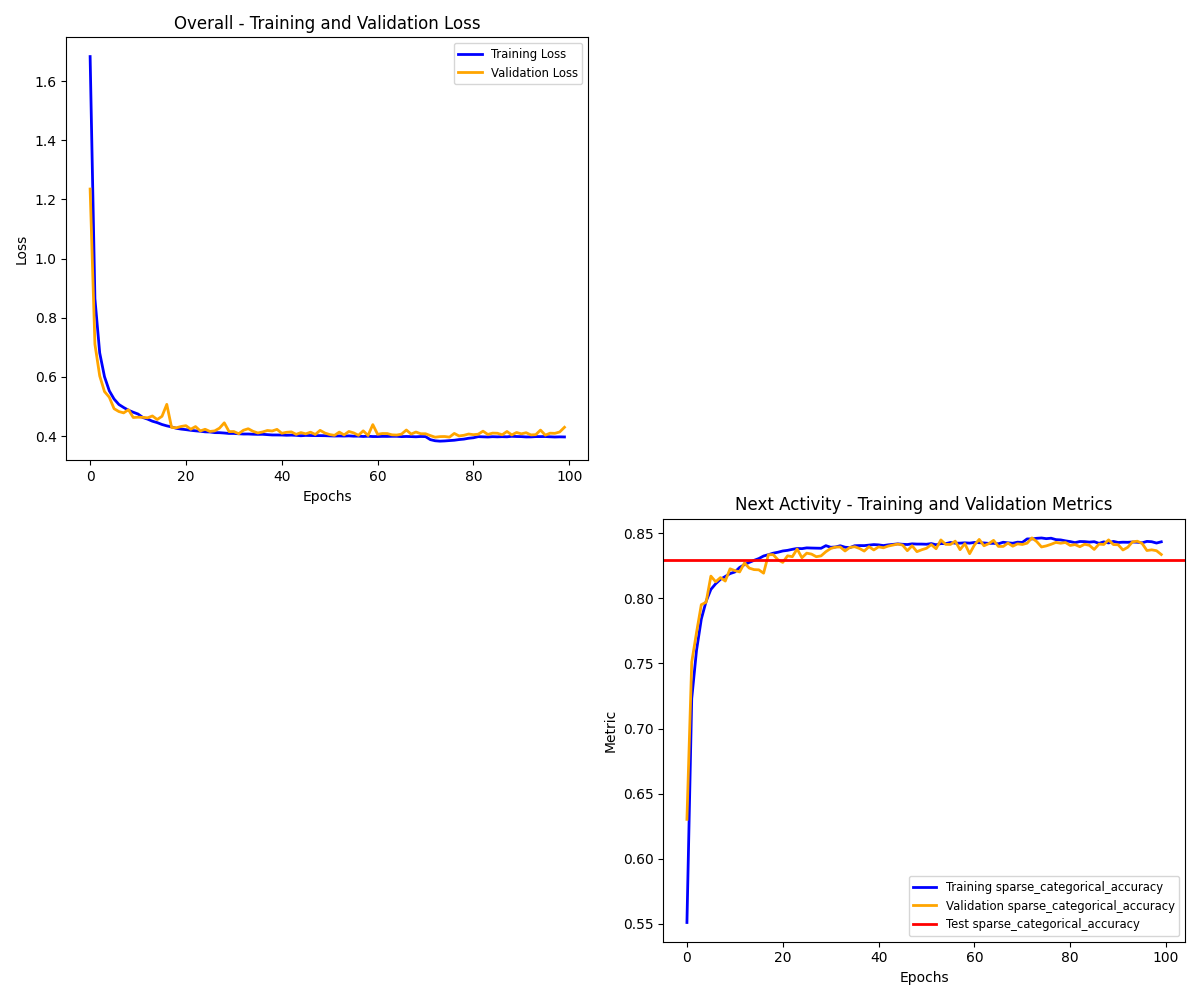 Overall - Training and Validation Loss
Training Loss
Validation Loss
1.6
1.4
1.2
1.0
0.8
0.6
0.4
Loss
0 20 40 60 80 100
Epochs
Next Activity - Training and Validation Metrics
0.85
0.80
0.75
0.70
0.65
0.60
0.55
Metric
Training sparse_categorical_accuracy
Validation sparse_categorical_accuracy
Test sparse_categorical_accuracy
0 20 40 60 80 100
Epochs